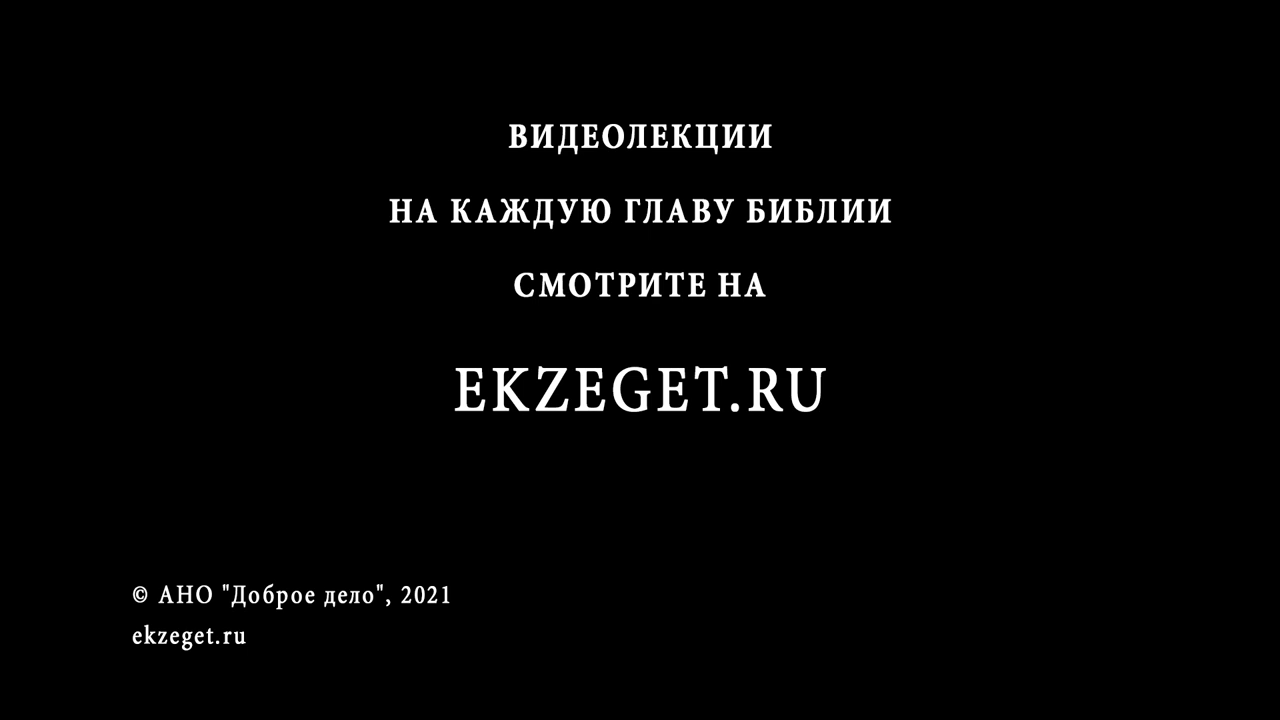 ВИДЕОЛЕКЦИИ
НА КАЖДУЮ ГЛАВУ БИБЛИИ
СМОТРИТЕ НА
EKZEGET.RU
© АНО "Доброе дело", 2021
ekzeget.ru